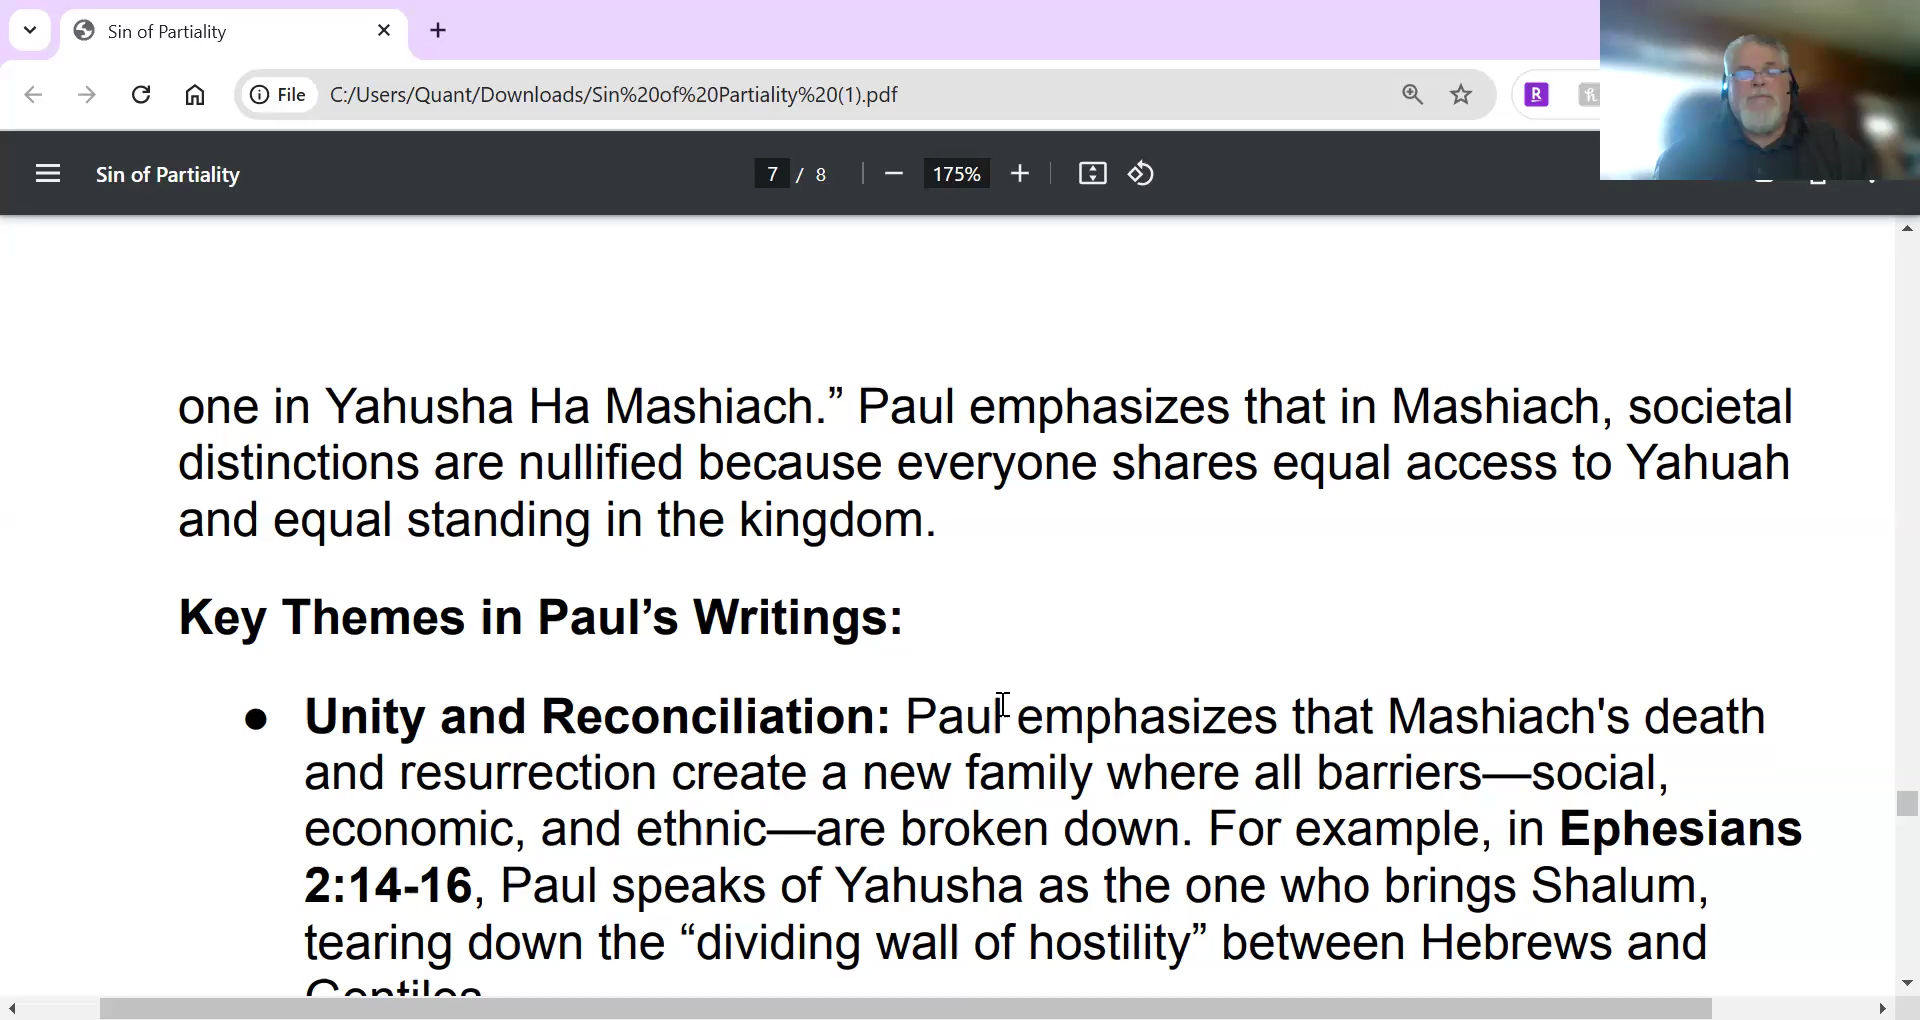 Sin of Partiality
File
C:/Users/Quant/Downloads/Sin%20of%20Partiality%20(1).pdf
R
h
Sin of Partiality
7 / 8
175%
one in Yahusha Ha Mashiach.” Paul emphasizes that in Mashiach, societal
distinctions are nullified because everyone shares equal access to Yahuah
and equal standing in the kingdom.
Key Themes in Paul’s Writings:
● Unity and Reconciliation: Paul emphasizes that Mashiach's death
and resurrection create a new family where all barriers—social,
economic, and ethnic—are broken down. For example, in Ephesians
2:14-16, Paul speaks of Yahusha as the one who brings Shalum,
tearing down the “dividing wall of hostility” between Hebrews and
Gentiles